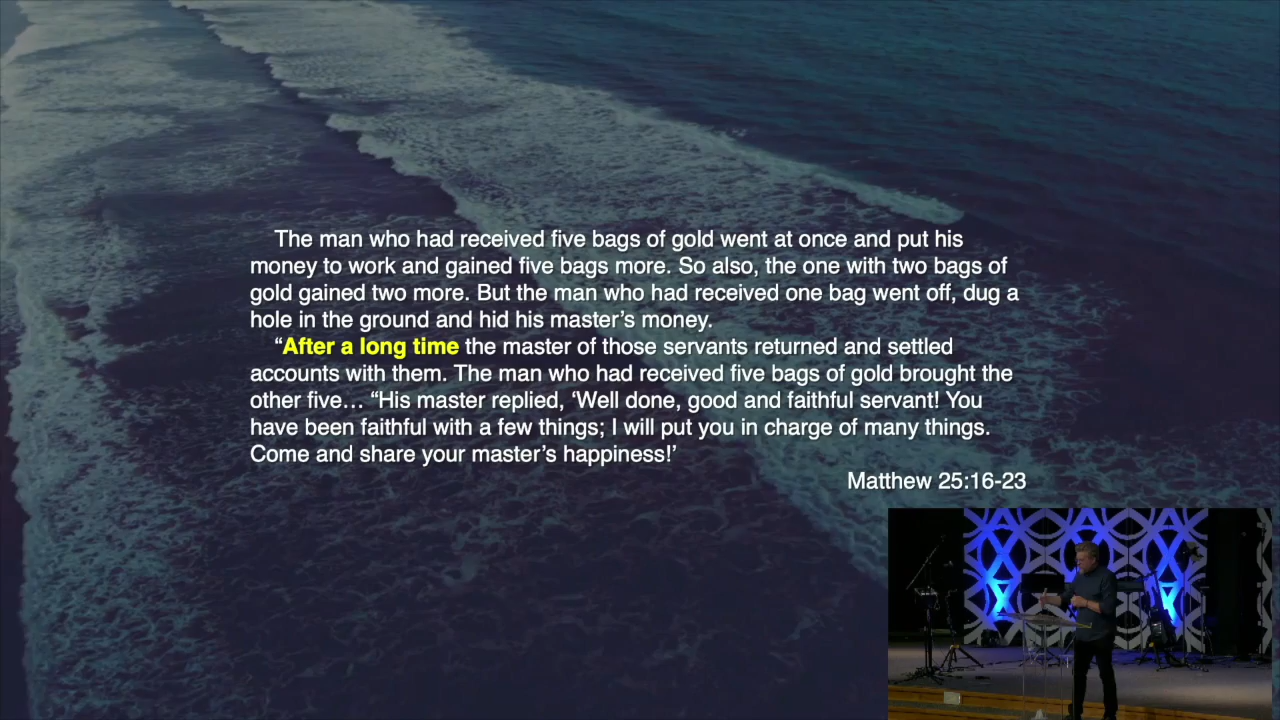 The man who had received five bags of gold went at once and put his
money to work and gained five bags more. So also, the one with two bags of
gold gained two more. But the man who had received one bag went off, dug a
hole in the ground and hid his master’s money.
“After a long time the master of those servants returned and settled
accounts with them. The man who had received five bags of gold brought the
other five… “His master replied, ‘Well done, good and faithful servant! You
have been faithful with a few things; I will put you in charge of many things.
Come and share your master’s happiness!’
Matthew 25:16-23